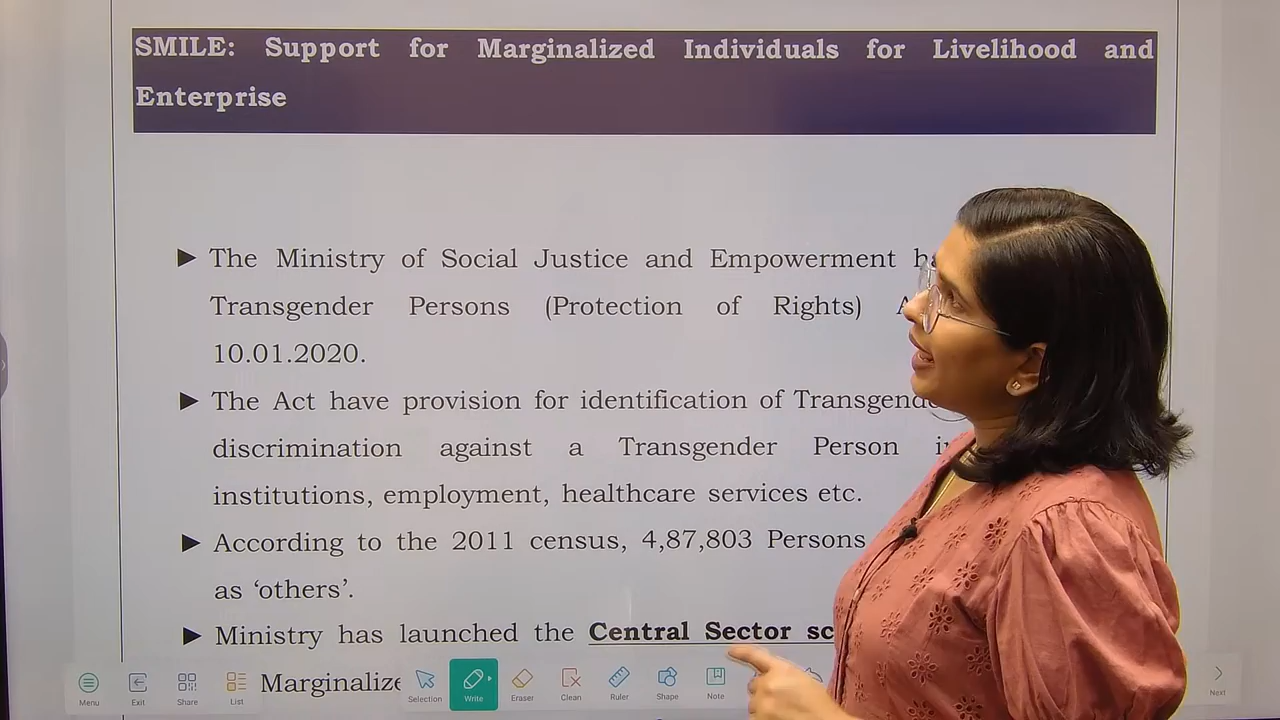 SMILE: Support for Marginalized Individuals for Livelihood and
Enterprise
► The Ministry of Social Justice and Empowerment
Transgender Persons (Protection of Rights)
10.01.2020.
► The Act have provision for identification of
discrimination against a Transgender Person
institutions, employment, healthcare services etc.
► According to the 2011 census, 4,87,803 Persons
as ‘others’.
► Ministry has launched the Central Sector
Menu Exit Share List Selection Write Eraser Clean Ruler Shape Note Next